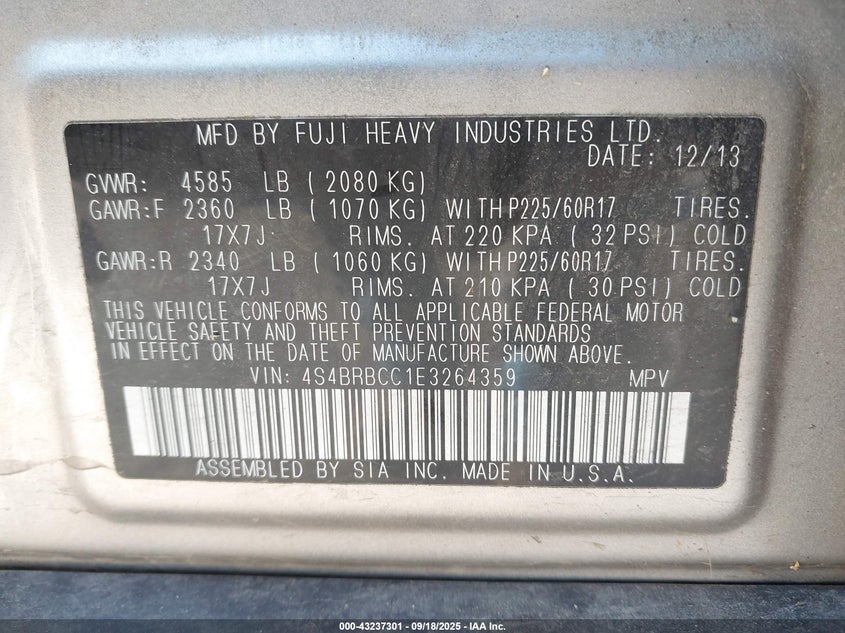 MFD BY FUJI HEAVY INDUSTRIES LTD.
DATE: 12/13
GVWR: 4585 LB ( 2080 KG)
GAWR:F 2360 LB ( 1070 KG) WITH P225/60R17 TIRES.
17X7J RIMS. AT 220 KPA ( 32 PSI) COLD
GAWR:R 2340 LB ( 1060 KG) WITH P225/60R17 TIRES.
17X7J RIMS. AT 210 KPA ( 30 PSI) COLD
THIS VEHICLE CONFORMS TO ALL APPLICABLE FEDERAL MOTOR
VEHICLE SAFETY AND THEFT PREVENTION STANDARDS
IN EFFECT ON THE DATE OF MANUFACTURE SHOWN ABOVE.
VIN: 4S4BRBCC1E3264359 MPV
ASSEMBLED BY SIA INC. MADE IN U.S.A.
000-43237301 - 09/18/2025 - IAA Inc.